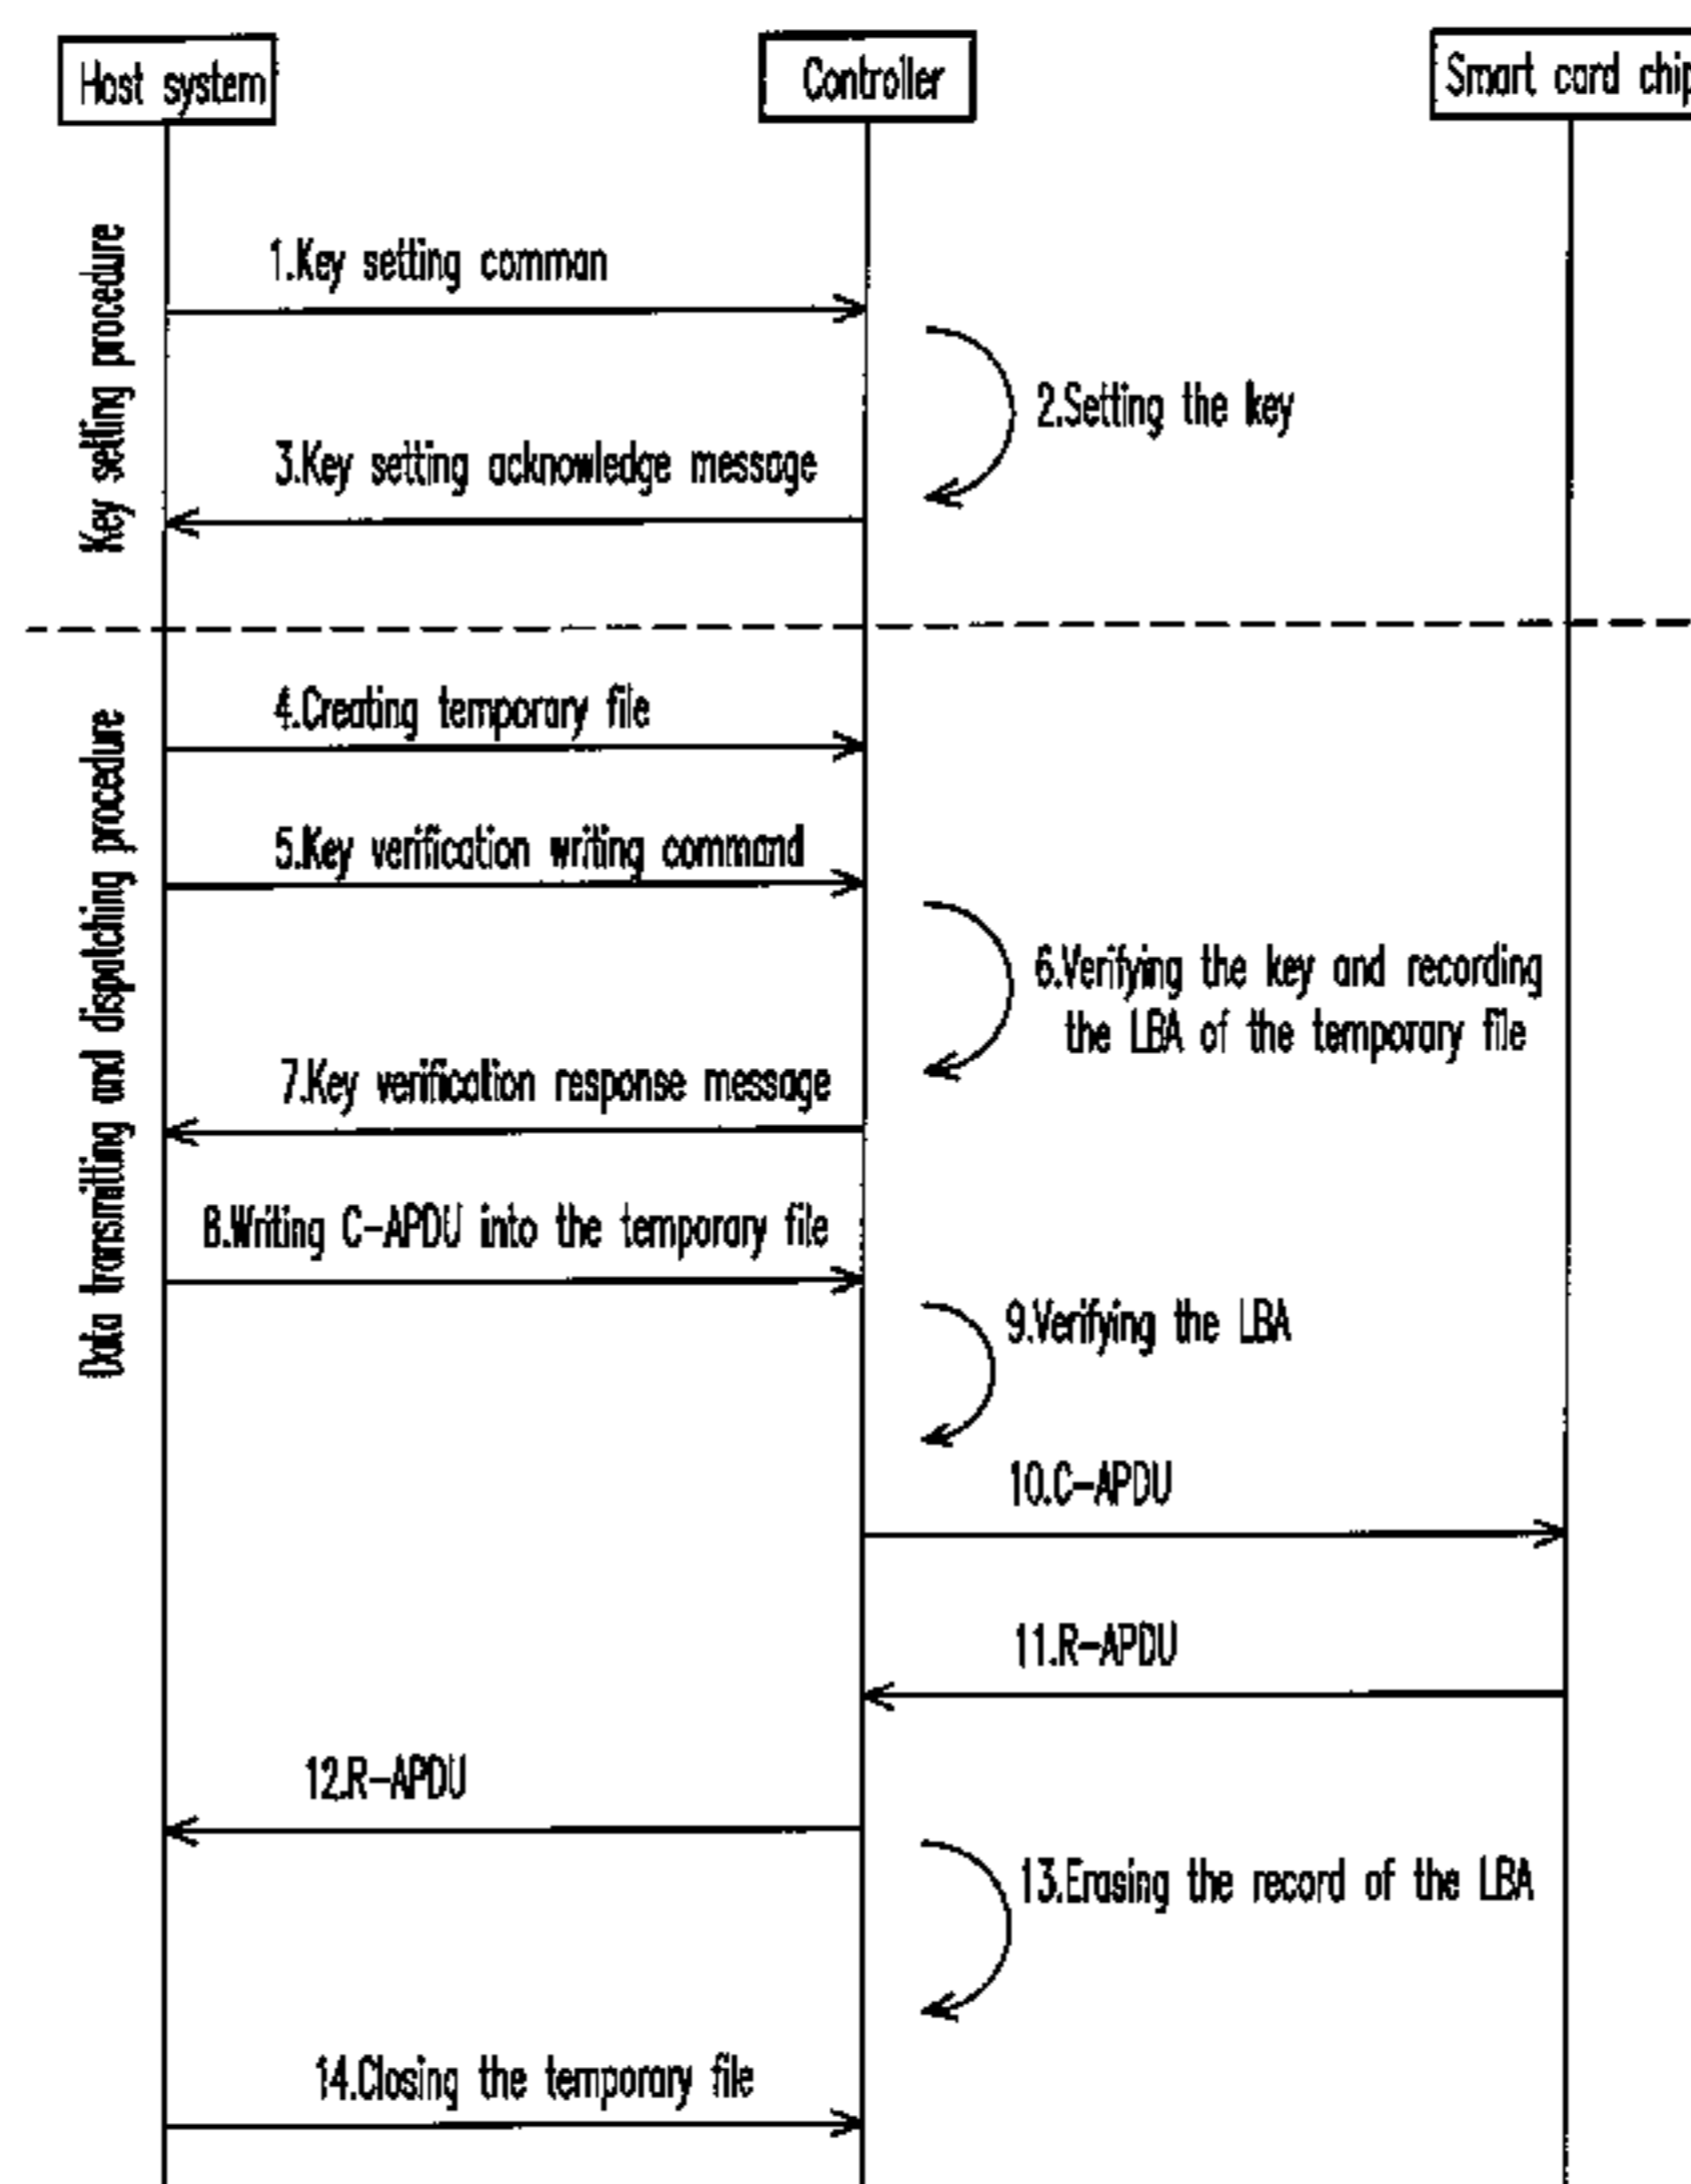 Host system
Controller
Smart card chip
Key setting procedure
1.Key setting comman
2.Setting the key
3.Key setting acknowledge message
Data transmitting and dispatching procedure
4.Creating temporary file
5.Key verification writing command
6.Verifying the key and recording
the LBA of the temporary file
7.Key verification response message
8.Writing C-APDU into the temporary file
9.Verifying the LBA
10.C-APDU
11.R-APDU
12.R-APDU
13.Erasing the record of the LBA
14.Closing the temporary file